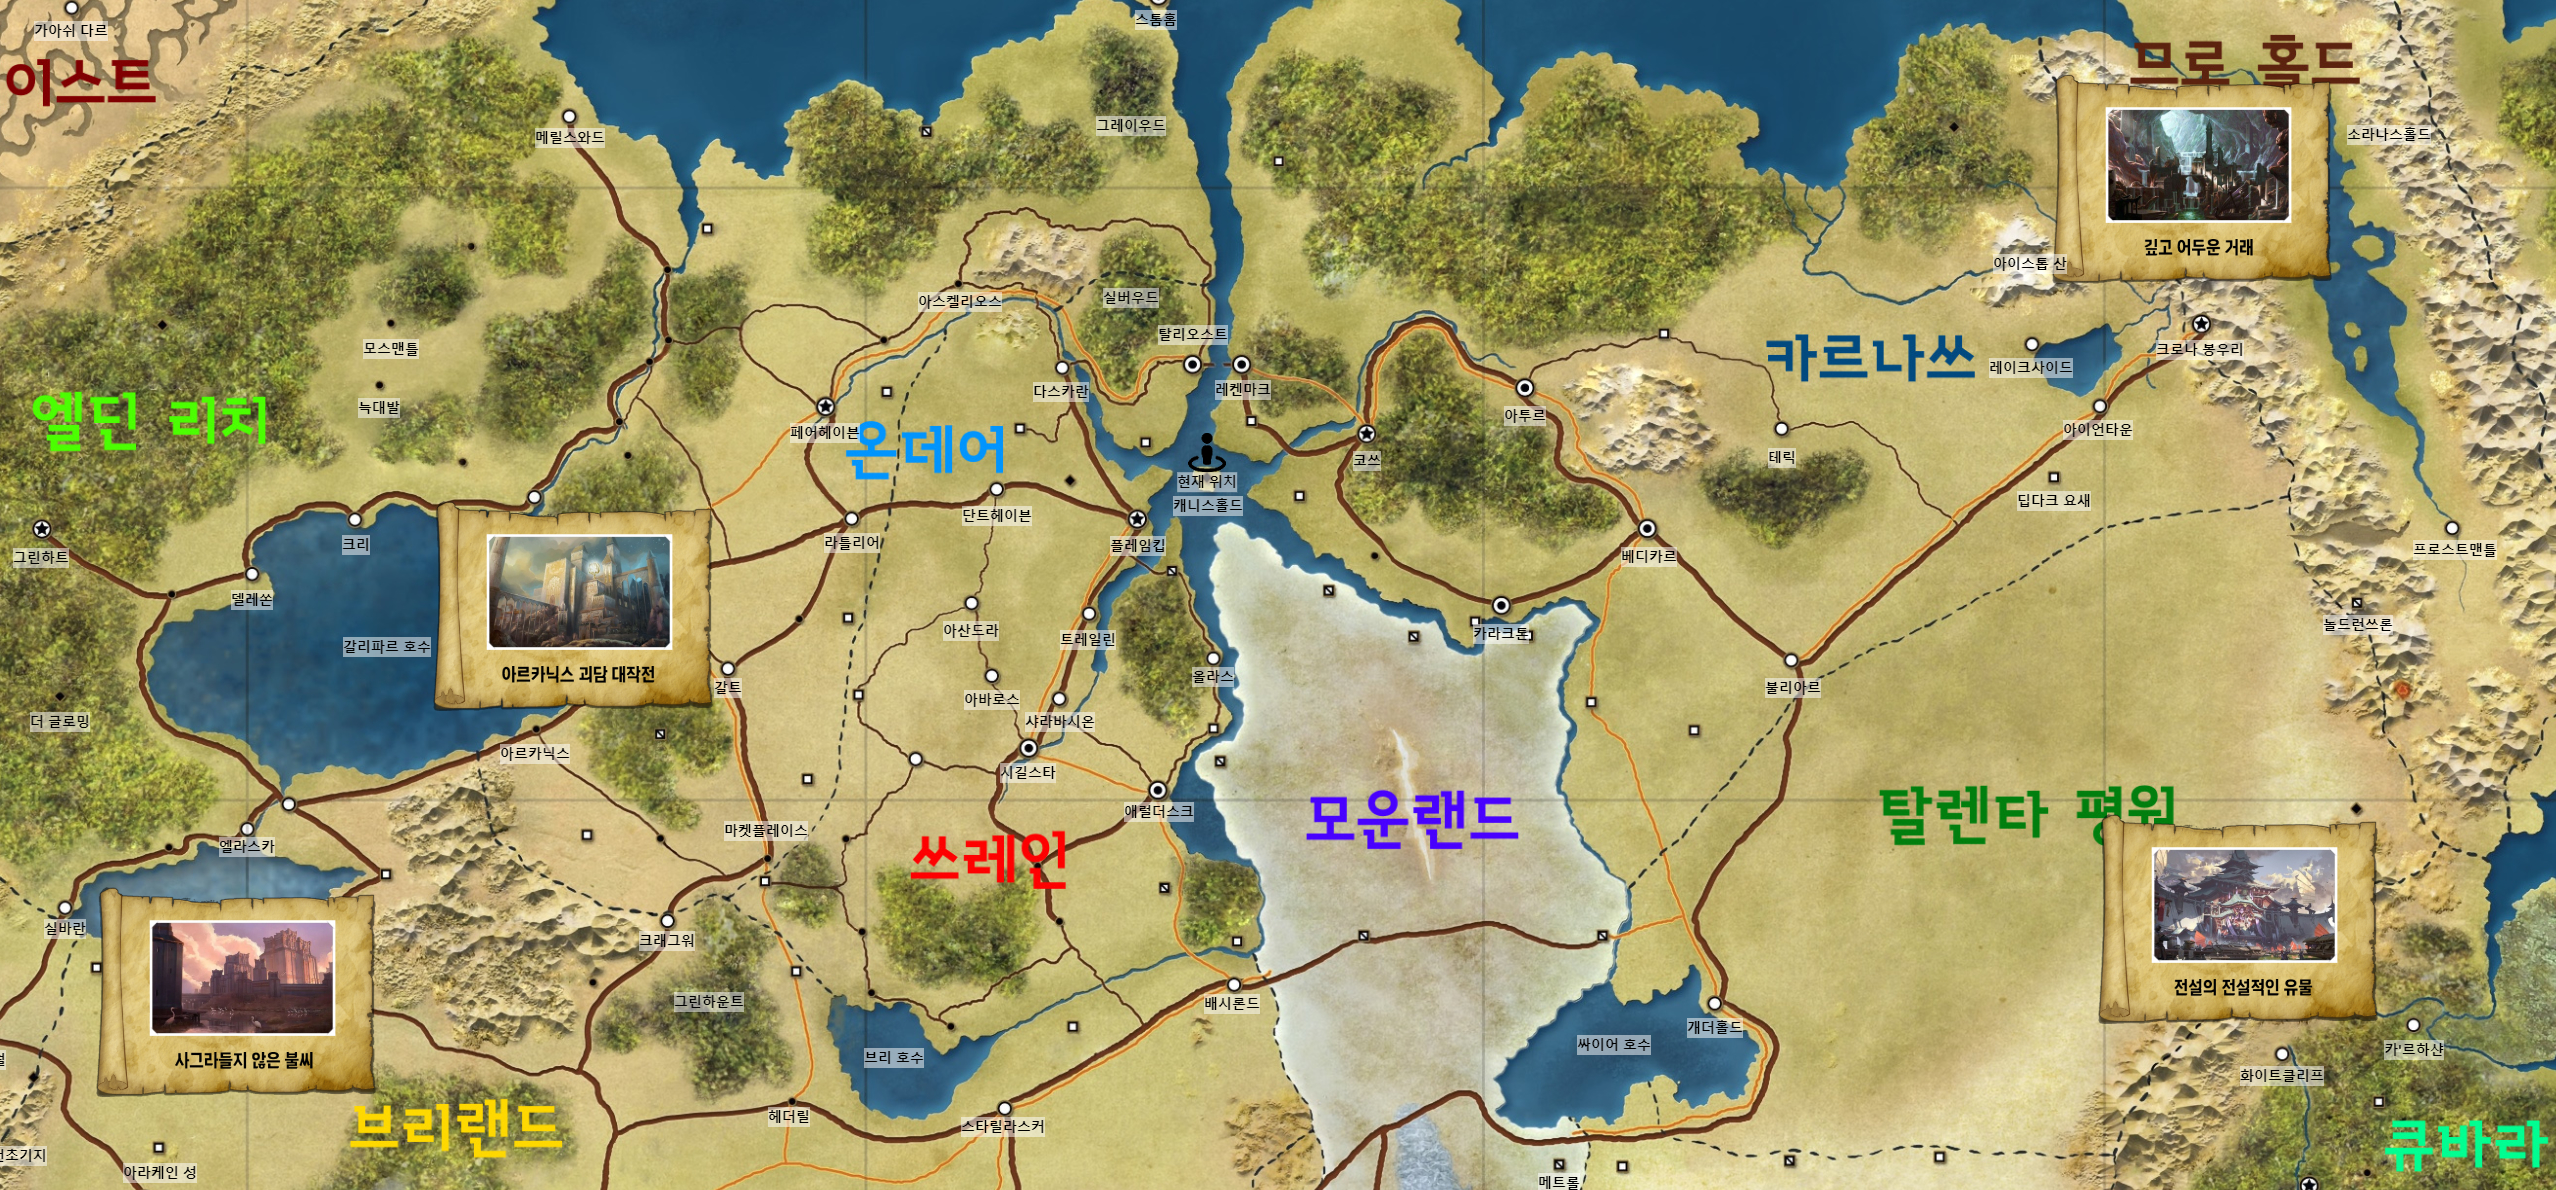 가아쉬 다르
스톰홈
이스트
므로 홀드
메릴스와드
그레이우드
소라나스홀드
깊고 어두운 거래
아이스톱 산
아스켈리오스
실버우드
탈리오스트
모스맨틀
카르나쓰
크로나 봉우리
레이크사이드
다스카란
레켄마크
늑대발
아투르
엘딘 리치
페어헤이븐
온데어
아이언타운
코쓰
테릭
현재 위치
캐니스홀드
딥다크 요새
단트헤이븐
크리
라틀리어
플레임킵
그린하트
베디카르
프로스트맨틀
델레쏜
놀드런쓰론
아산드라
트레일린
카라크툰
갈리파르 호수
아르카닉스 괴담 대작전
올라스
갈트
불리아르
아바로스
더 글로밍
샤라바시온
아르카닉스
시길스타
애럴더스크
모운랜드
탈렌타 평원
마켓플레이스
엘라스카
쓰레인
실바란
크래그워
전설의 전설적인 유물
그린하운트
배시론드
개더홀드
싸이어 호수
카'르하샨
브리 호수
사그라들지 않은 불씨
화이트클리프
헤더릴
스타릴라스커
브리랜드
큐바라
초기지
아라케인 성
메트롤